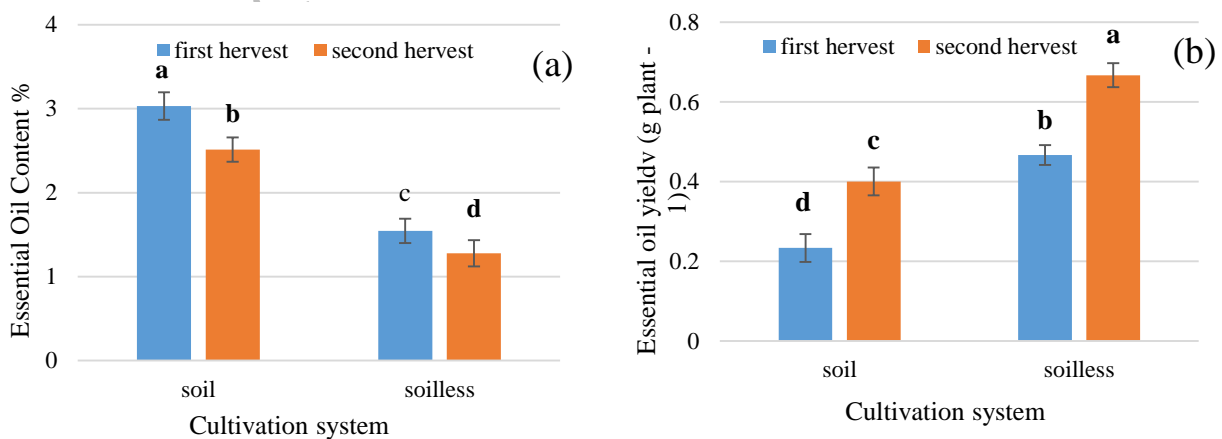 4
3
2
1
0
Essential Oil Content %
first hervest
second hervest
(a)
a
b
c
d
soil
soilless
Cultivation system
0.8
0.6
0.4
0.2
0
Essential oil yieldv (g plant -
1)
first hervest
second hervest
(b)
d
c
b
a
soil
soilless
Cultivation system